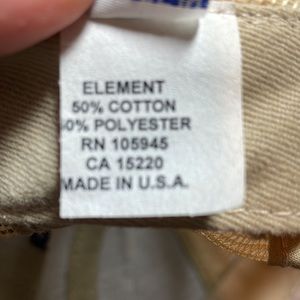 ELEMENT
50% COTTON
50% POLYESTER
RN 105945
CA 15220
MADE IN U.S.A.